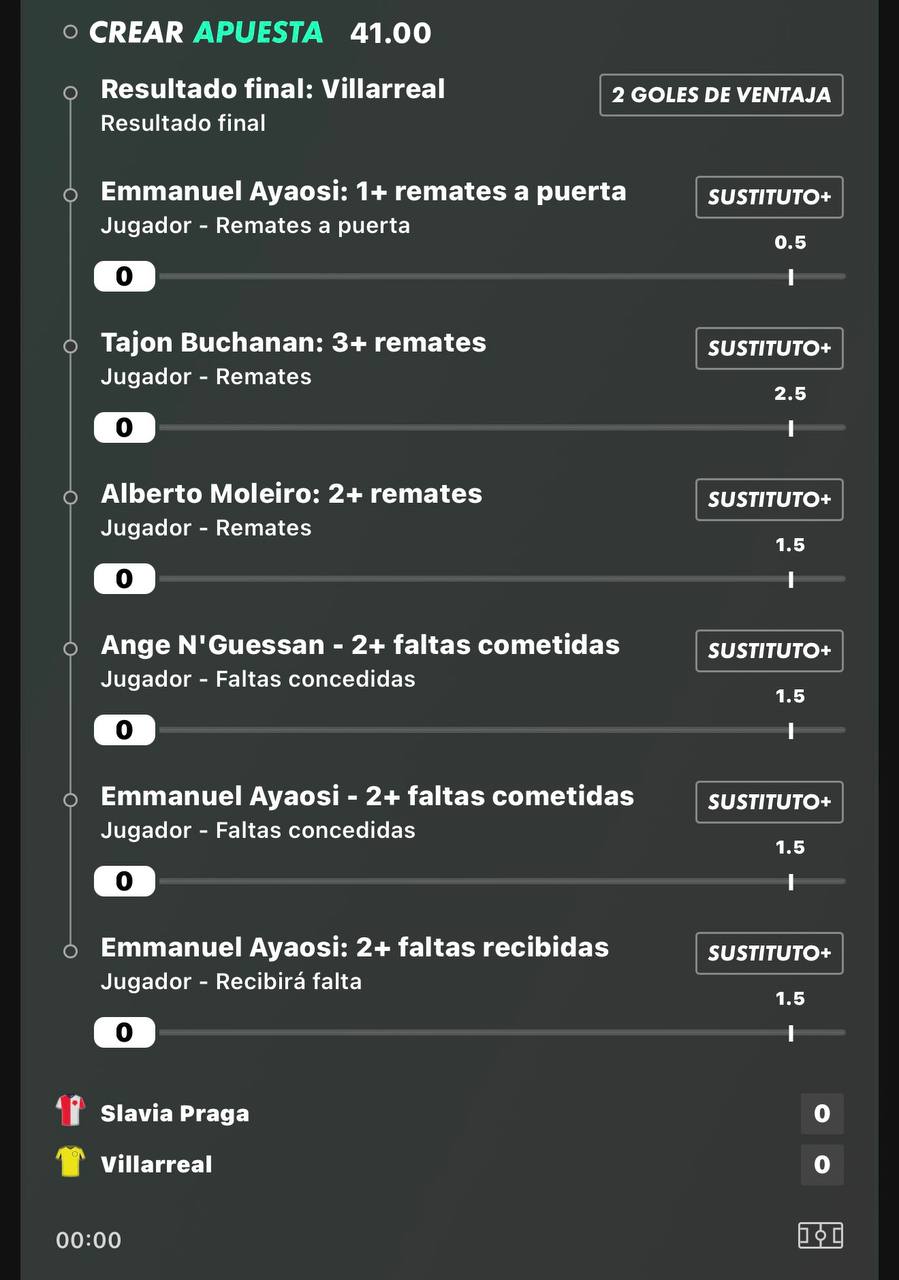 CREAR APUESTA 41.00
Resultado final: Villarreal 2 GOLES DE VENTAJA
Resultado final
Emmanuel Ayaosi: 1+ remates a puerta SUSTITUTO+
Jugador - Remates a puerta
0.5
0
Tajon Buchanan: 3+ remates SUSTITUTO+
Jugador - Remates
2.5
0
Alberto Moleiro: 2+ remates SUSTITUTO+
Jugador - Remates
1.5
0
Ange N'Guessan - 2+ faltas cometidas SUSTITUTO+
Jugador - Faltas concedidas
1.5
0
Emmanuel Ayaosi - 2+ faltas cometidas SUSTITUTO+
Jugador - Faltas concedidas
1.5
0
Emmanuel Ayaosi: 2+ faltas recibidas SUSTITUTO+
Jugador - Recibirá falta
1.5
0
Slavia Praga 0
Villarreal 0
00:00